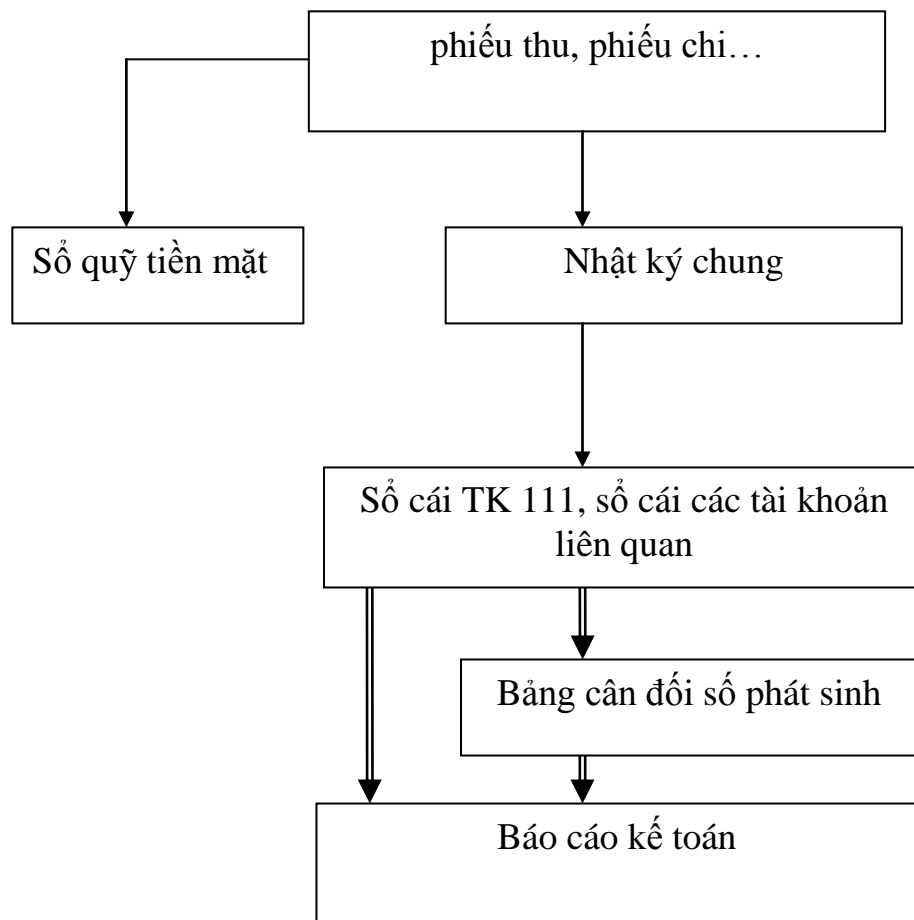 phiếu thu, phiếu chi…
Sổ quỹ tiền mặt
Nhật ký chung
Sổ cái TK 111, sổ cái các tài khoản
liên quan
Bảng cân đối số phát sinh
Báo cáo kế toán